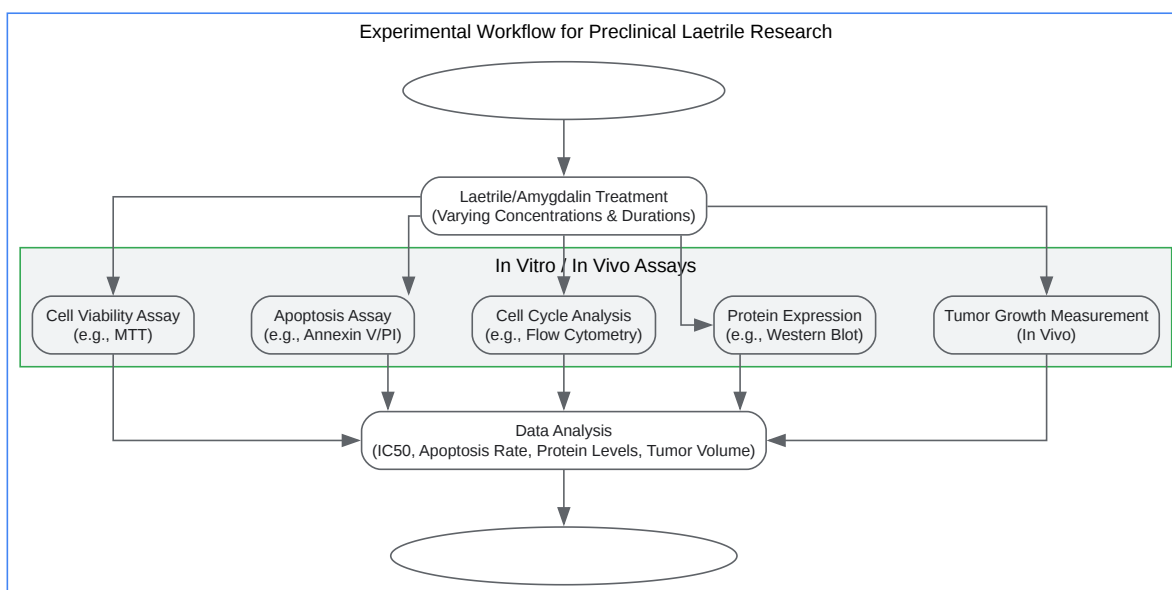 Experimental Workflow for Preclinical Laetrile Research
Laetrile/Amygdalin Treatment
(Varying Concentrations & Durations)
In Vitro / In Vivo Assays
Cell Viability Assay
(e.g., MTT)
Apoptosis Assay
(e.g., Annexin V/PI)
Cell Cycle Analysis
(e.g., Flow Cytometry)
Protein Expression
(e.g., Western Blot)
Tumor Growth Measurement
(In Vivo)
Data Analysis
(IC50, Apoptosis Rate, Protein Levels, Tumor Volume)